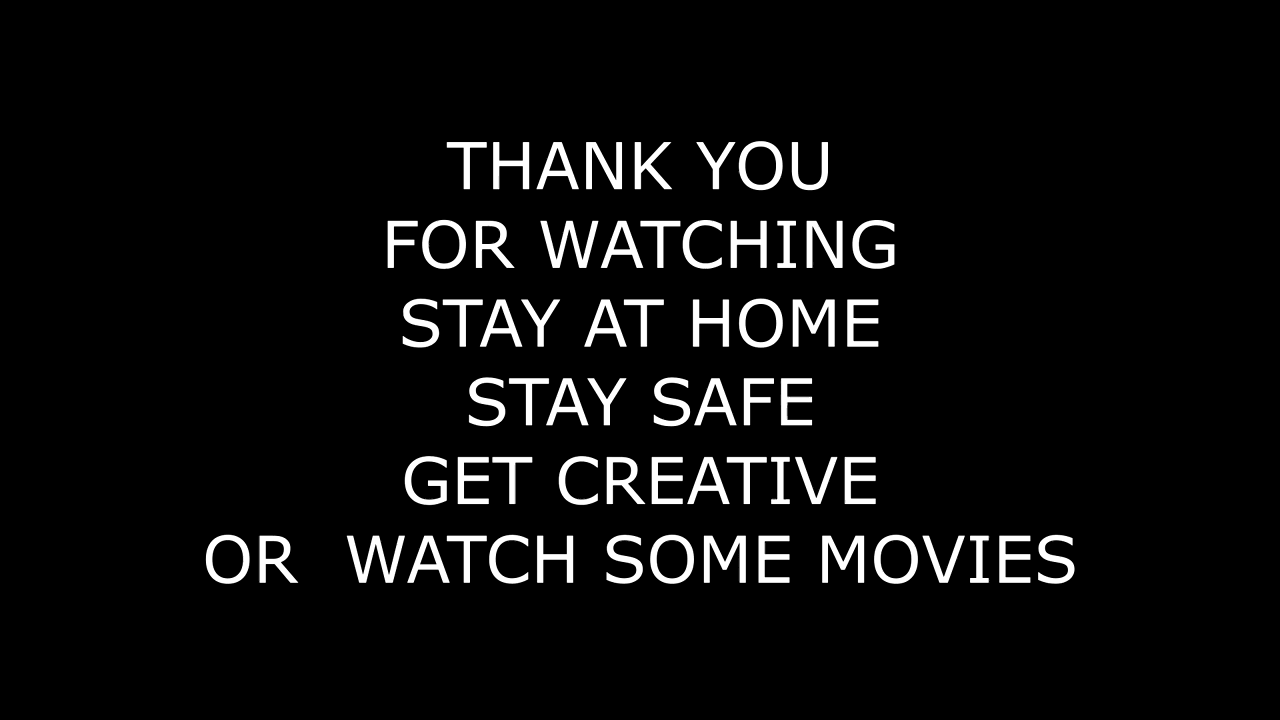 THANK YOU
FOR WATCHING
STAY AT HOME
STAY SAFE
GET CREATIVE
OR  WATCH SOME MOVIES